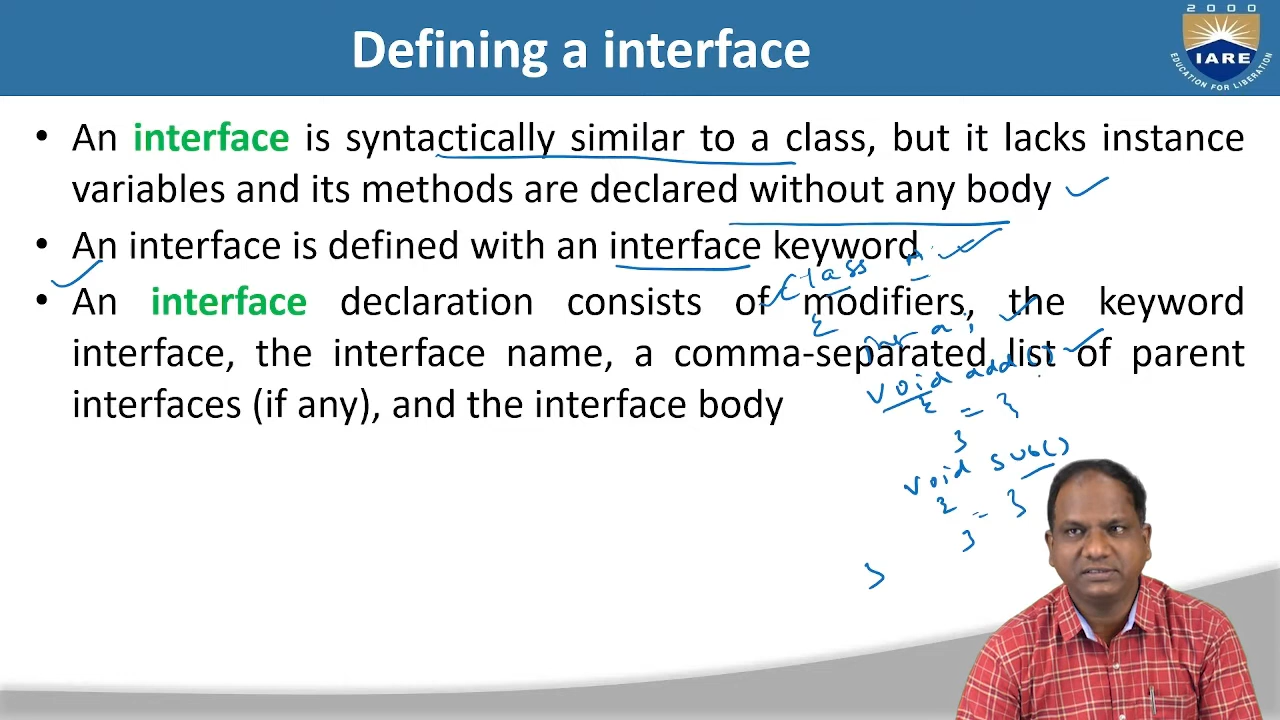 Defining a interface
2000
IARE
EDUCATION FOR LIBERATION
• An interface is syntactically similar to a class, but it lacks instance
variables and its methods are declared without any body
• An interface is defined with an interface keyword
• An interface declaration consists of modifiers, the keyword
interface, the interface name, a comma-separated list of parent
interfaces (if any), and the interface body
Class
{
a;
void add()
{ = }
}
void sub()
{ = }
}
}